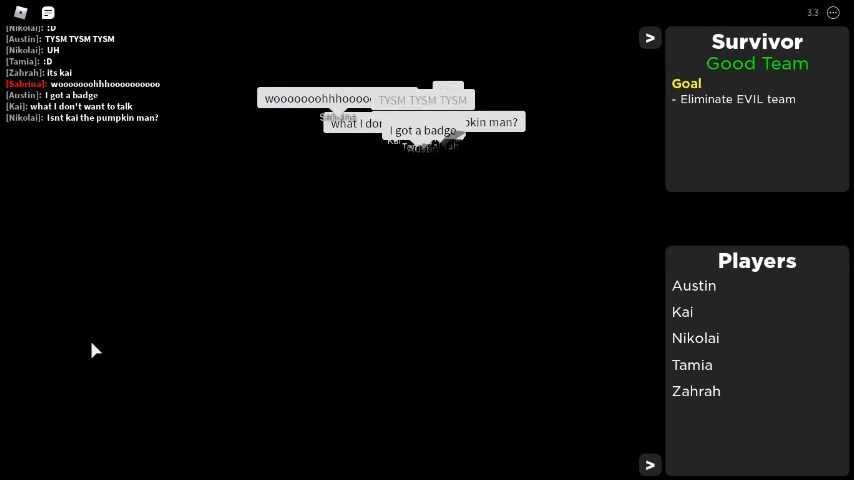 3.3
[Nikolai]: :D
[Austin]: TYSM TYSM TYSM
[Nikolai]: UH
[Tamia]: :D
[Zahrah]: its kai
[Sabrina]: wooooooohhhoooooooooo
[Austin]: I got a badge
[Kai]: what I don't want to talk
[Nikolai]: Isnt kai the pumpkin man?
wooooooohhhoooo
TYSM TYSM TYSM
what I don
pkin man?
I got a badge
Survivor
Good Team
Goal
- Eliminate EVIL team
Players
Austin
Kai
Nikolai
Tamia
Zahrah